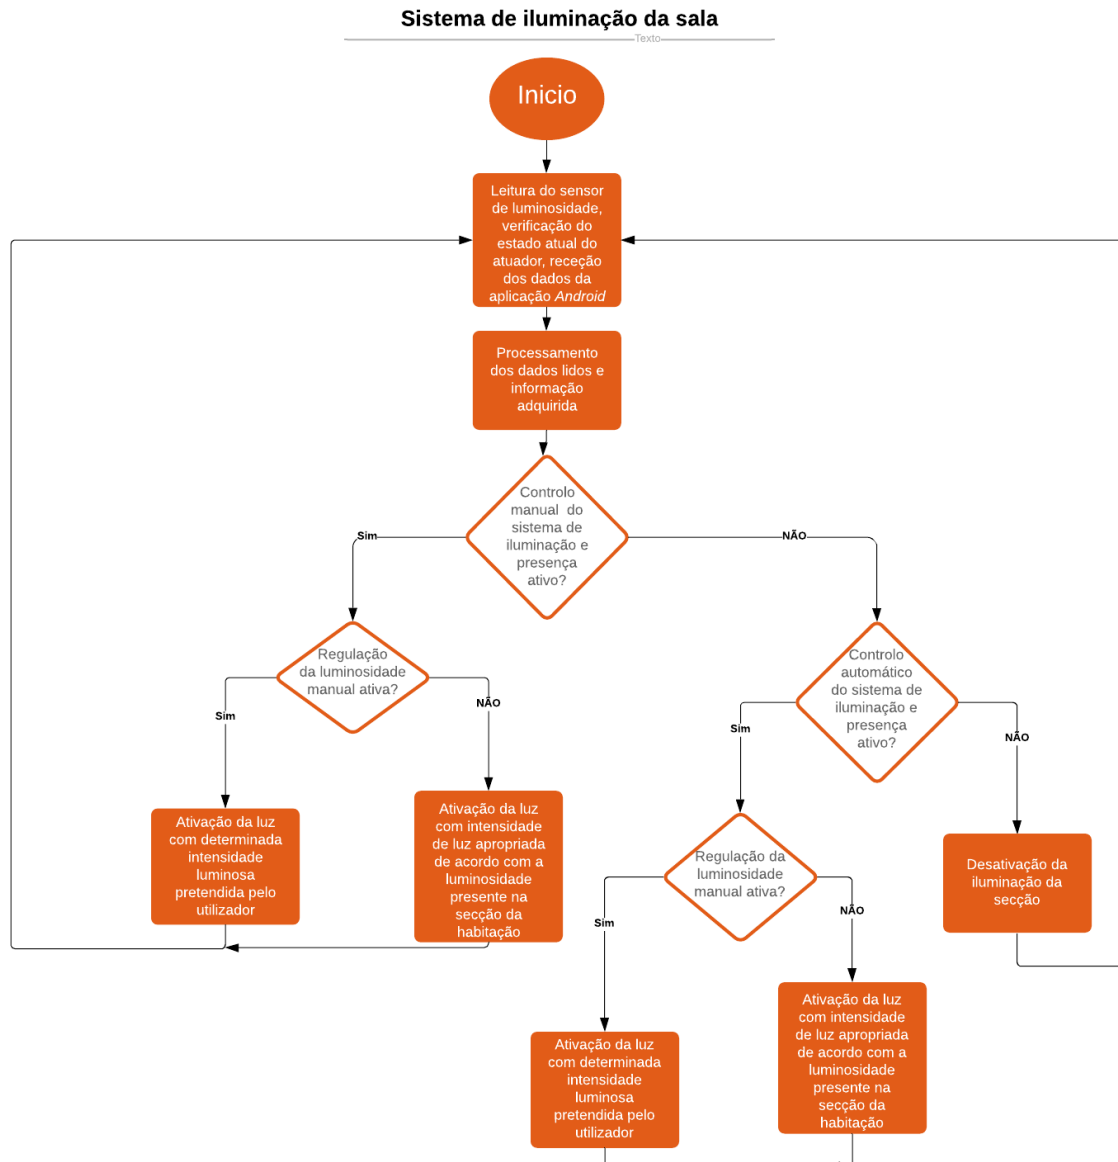 Sistema de iluminação da sala
Texto
Inicio
Leitura do sensor
de luminosidade,
verificação do
estado atual do
atuador, receção
dos dados da
aplicação Android
Processamento
dos dados lidos e
informação
adquirida
Controlo
manual do
sistema de
iluminação e
presença
ativo?
Sim
NÃO
Regulação
da luminosidade
manual ativa?
Sim
NÃO
Controlo
automático
do sistema de
iluminação e
presença
ativo?
Sim
NÃO
Ativação da luz
com determinada
intensidade
luminosa
pretendida pelo
utilizador
Ativação da luz
com intensidade
de luz apropriada
de acordo com a
luminosidade
presente na
secção da
habitação
Regulação da
luminosidade
manual ativa?
Sim
NÃO
Desativação da
iluminação da
secção
Ativação da luz
com determinada
intensidade
luminosa
pretendida pelo
utilizador
Ativação da luz
com intensidade
de luz apropriada
de acordo com a
luminosidade
presente na
secção da
habitação